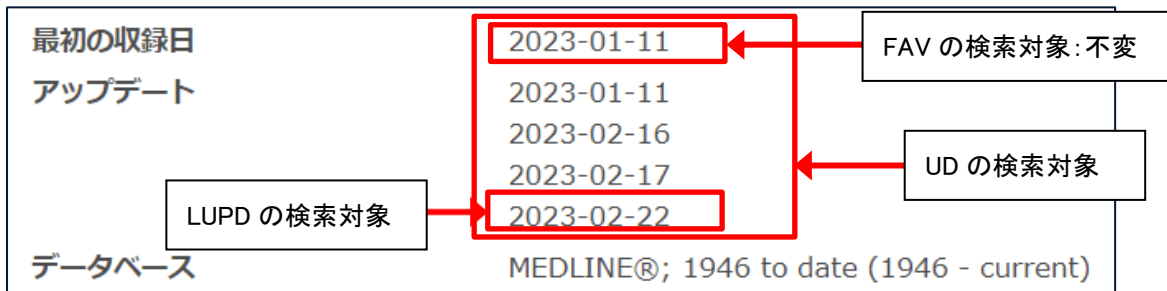 最初の収録日 2023-01-11
FAV の検索対象：不変
アップデート 2023-01-11
2023-02-16
2023-02-17
UD の検索対象
LUPD の検索対象
2023-02-22
データベース MEDLINE®; 1946 to date (1946 - current)